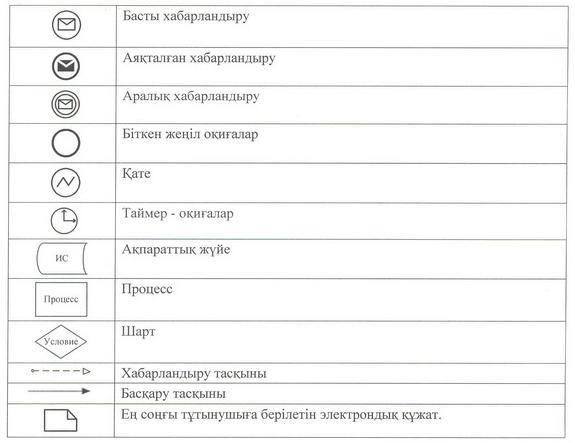 Басты хабарландыру
Аяқталған хабарландыру
Аралық хабарландыру
Біткен жеңіл оқиғалар
Қате
Таймер - оқиғалар
ИС
Ақпараттық жүйе
Процесс
Процесс
Условие
Шарт
Хабарландыру тасқыны
Басқару тасқыны
Ең соңғы тұтынушыға берілетін электрондық құжат.